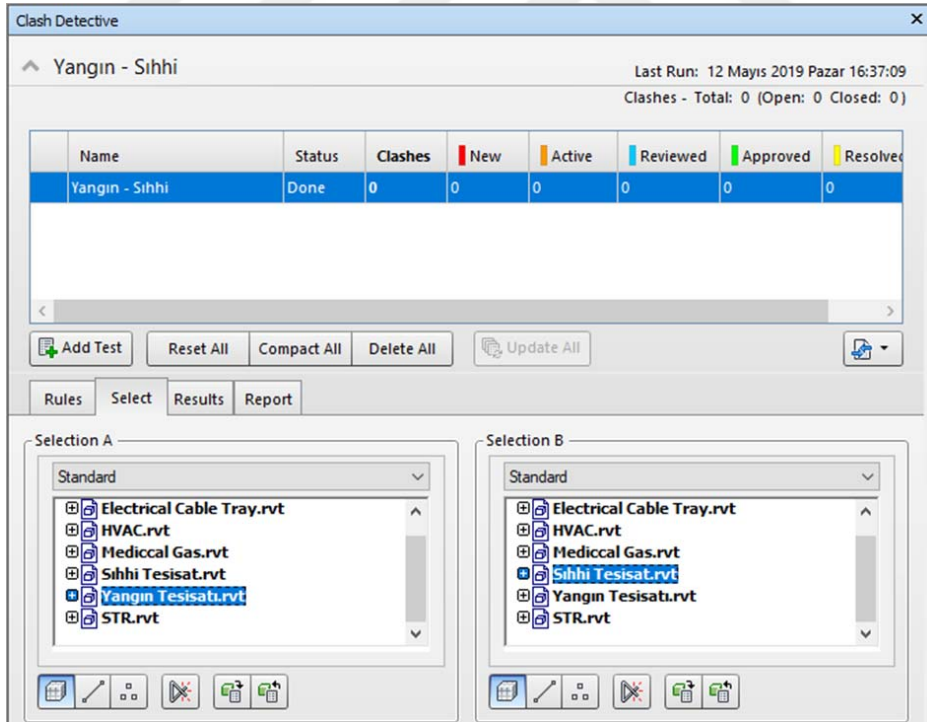 Clash Detective
Yangın - Sıhhi
Last Run: 12 Mayıs 2019 Pazar 16:37:09
Clashes - Total: 0 (Open: 0 Closed: 0)
Name Status Clashes New Active Reviewed Approved Resolved
Yangın - Sıhhi Done 0 0 0 0 0 0
Add Test Reset All Compact All Delete All Update All
Rules Select Results Report
Selection A
Standard
Electrical Cable Tray.rvt
HVAC.rvt
Mediccal Gas.rvt
Sıhhi Tesisat.rvt
Yangın Tesisatı.rvt
STR.rvt
Selection B
Standard
Electrical Cable Tray.rvt
HVAC.rvt
Mediccal Gas.rvt
Sıhhi Tesisat.rvt
Yangın Tesisatı.rvt
STR.rvt